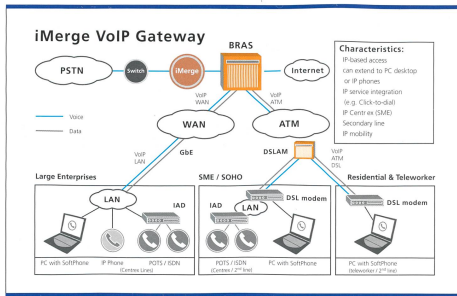 iMerge VoIP Gateway
BRAS
PSTN
Switch
iMerge
Internet
Characteristics:
IP-based access
can extend to PC desktop
or IP phones
IP service integration
(e.g. Click-to-dial)
IP Centrex (SME)
Secondary line
IP mobility
VoIP
WAN
VoIP
ATM
Voice
Data
WAN
ATM
VoIP
LAN
GbE
DSLAM
VoIP
ATM
DSL
Large Enterprises
SME / SOHO
Residential & Teleworker
LAN
IAD
IAD
LAN
DSL modem
DSL modem
PC with SoftPhone
IP Phone
POTS / ISDN
(Centrex Lines)
POTS / ISDN
(Centrex / 2nd line)
PC with SoftPhone
PC with SoftPhone
(teleworker / 2nd line)